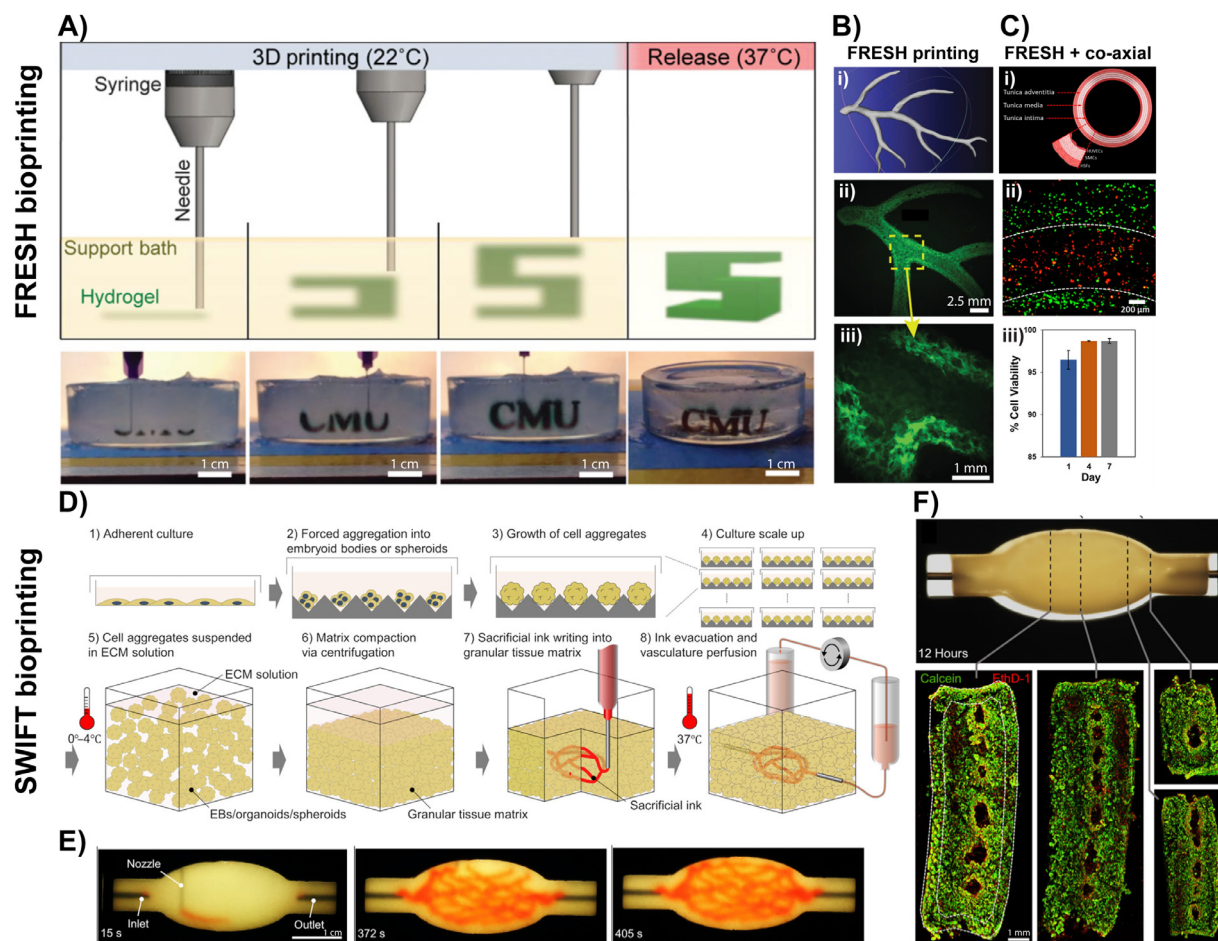 FRESH bioprinting
A)
3D printing (22°C)
Release (37°C)
Syringe
Needle
Support bath
Hydrogel
CMU
CMU
CMU
1 cm
1 cm
1 cm
1 cm
B)
FRESH printing
i)
ii)
2.5 mm
iii)
1 mm
C)
FRESH + co-axial
i)
Tunica adventitia
Tunica media
Tunica intima
HUVECs
SMCs
ii)
200 µm
iii)
% Cell Viability
100
95
90
85
1 4 7
Day
SWIFT bioprinting
D)
1) Adherent culture
2) Forced aggregation into
embryoid bodies or spheroids
3) Growth of cell aggregates
4) Culture scale up
5) Cell aggregates suspended
in ECM solution
ECM solution
0°–4℃
EBs/organoids/spheroids
6) Matrix compaction
via centrifugation
Granular tissue matrix
7) Sacrificial ink writing into
granular tissue matrix
Sacrificial ink
8) Ink evacuation and
vasculature perfusion
37℃
E)
Nozzle
Inlet
Outlet
15 s
1 cm
372 s
405 s
F)
12 Hours
Calcein
EthD-1
1 mm